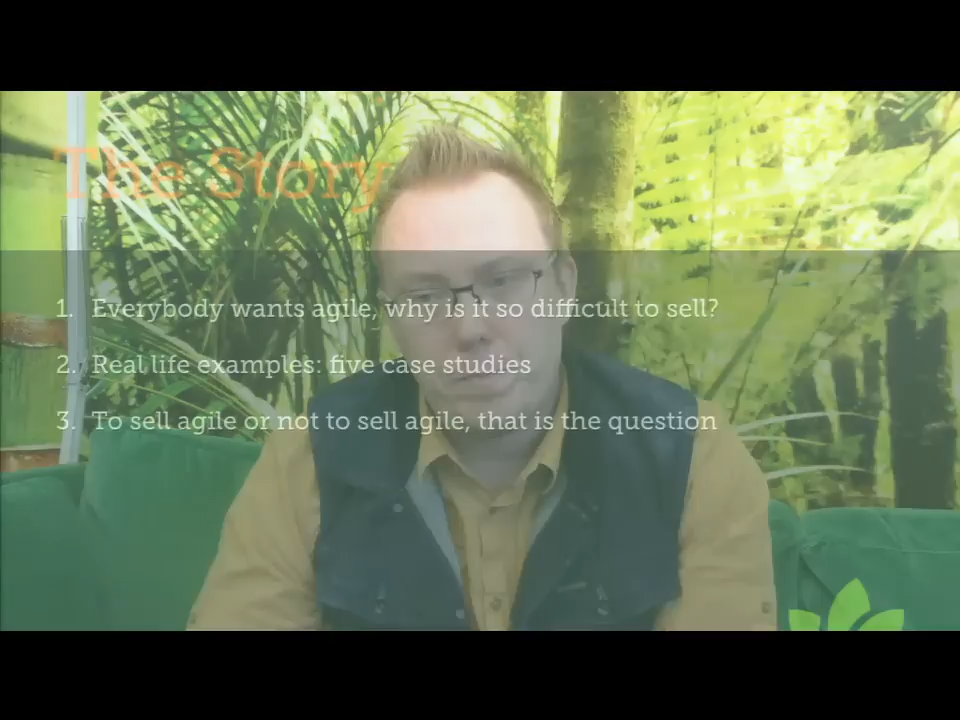 The Story
1. Everybody wants agile, why is it so difficult to sell?
2. Real life examples: five case studies
3. To sell agile or not to sell agile, that is the question